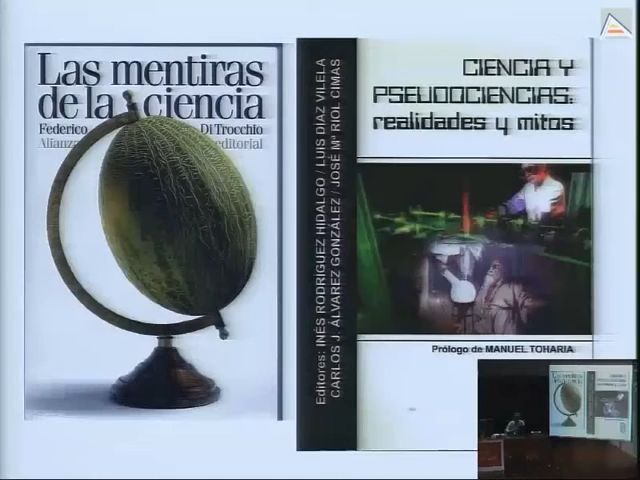 Las mentiras
de la ciencia
Federico Di Trocchio
Alianza editorial
Editores: INÉS RODRÍGUEZ HIDALGO / LUIS DÍAZ VILELA
CARLOS J. ÁLVAREZ GONZÁLEZ / JOSÉ Mª RIOL CIMAS
CIENCIA Y
PSEUDOCIENCIAS:
realidades y mitos
Prólogo de MANUEL TOHARIA